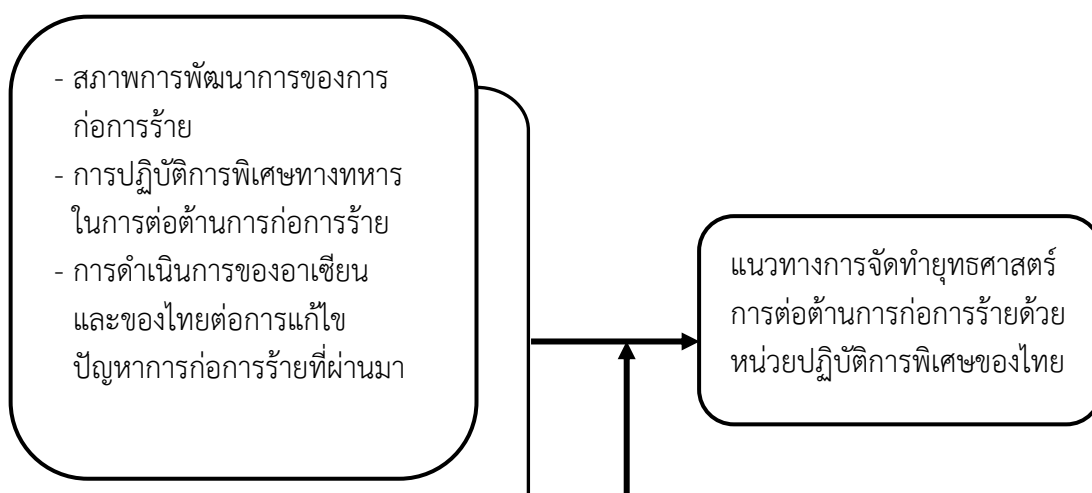 - สภาพการพัฒนาการของการ
ก่อการร้าย
- การปฏิบัติการพิเศษทางทหาร
ในการต่อต้านการก่อการร้าย
- การดำเนินการของอาเซียน
และของไทยต่อการแก้ไข
ปัญหาการก่อการร้ายที่ผ่านมา
แนวทางการจัดทำยุทธศาสตร์
การต่อต้านการก่อการร้ายด้วย
หน่วยปฏิบัติการพิเศษของไทย